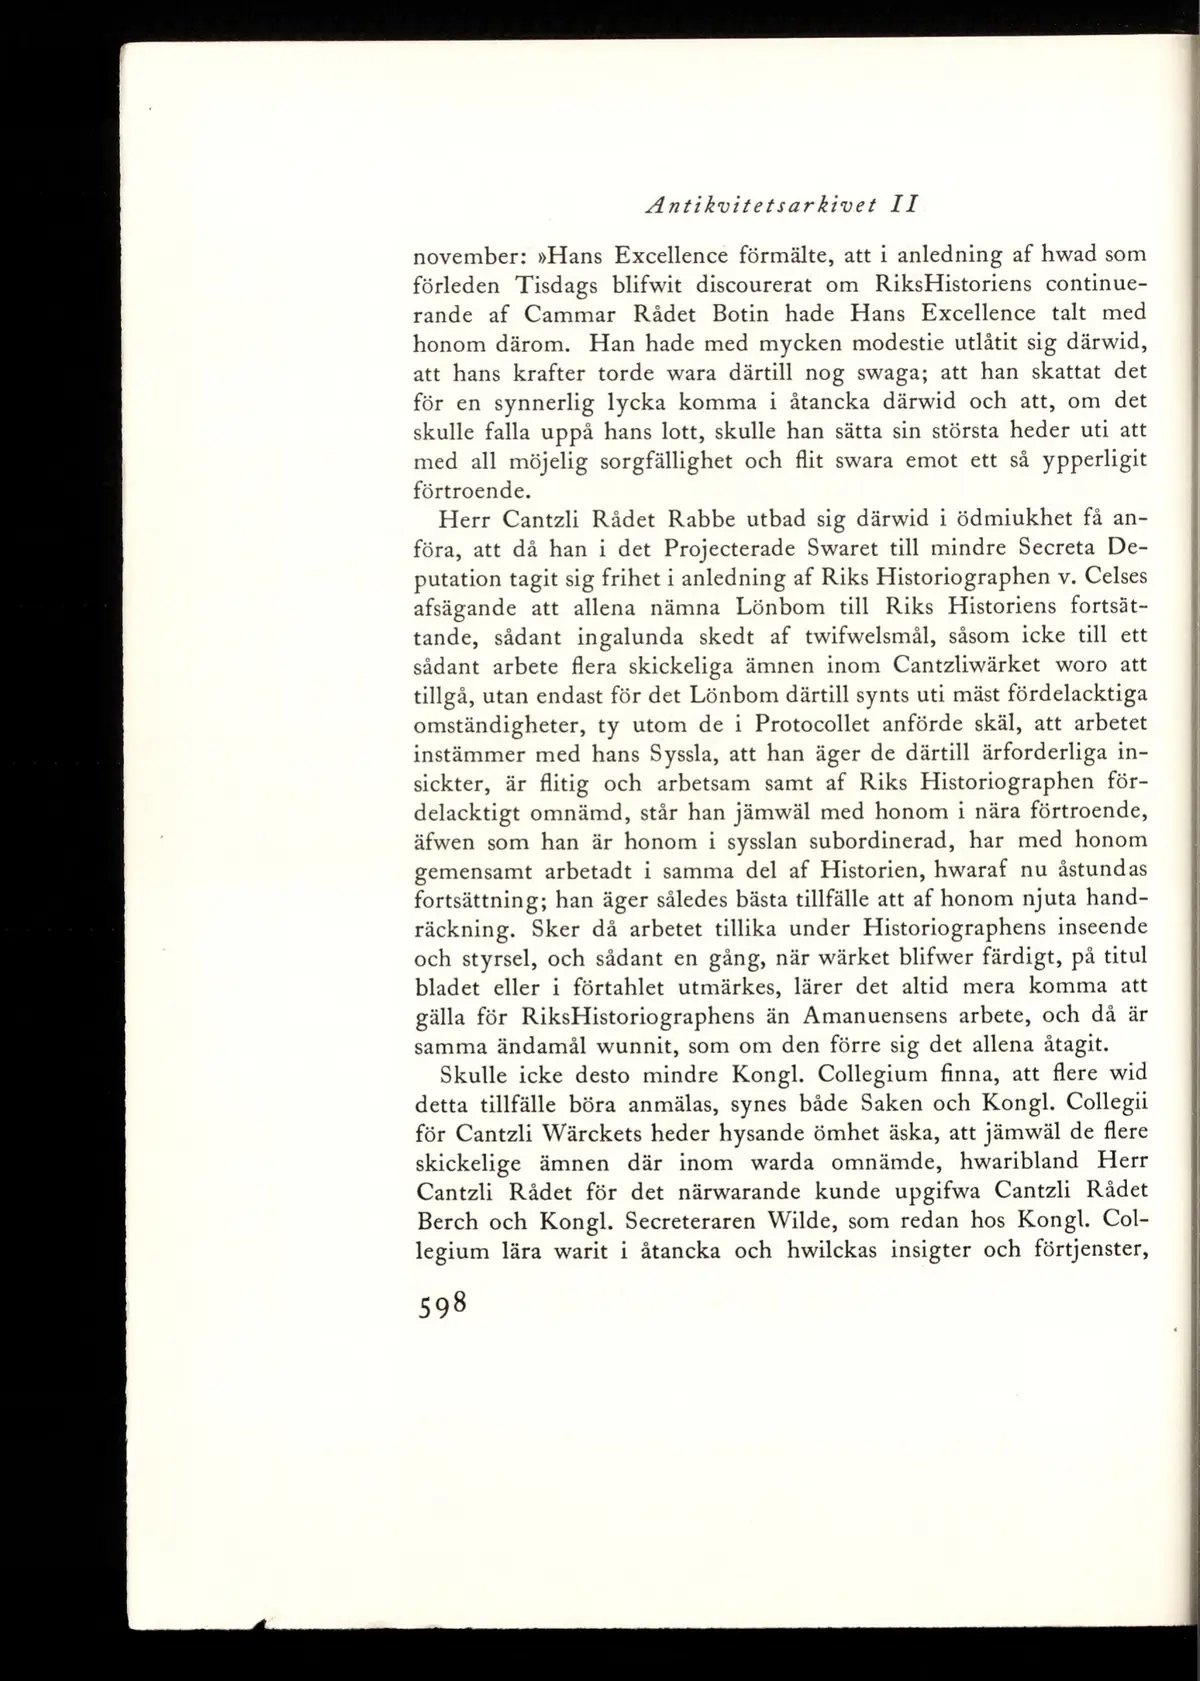 Antikvitetsarkivet II
november: »Hans Excellence förmälte, att i anledning af hwad som
förleden Tisdags blifwit discourerat om RiksHistoriens continue-
rande af Cammar Rådet Botin hade Hans Excellence talt med
honom därom. Han hade med mycken modestie utlåtit sig därwid,
att hans krafter torde wara därtill nog swaga; att han skattat det
för en synnerlig lycka komma i åtancka därwid och att, om det
skulle falla uppå hans lott, skulle han sätta sin största heder uti att
med all möjelig sorgfällighet och flit swara emot ett så ypperligit
förtroende.
Herr Cantzli Rådet Rabbe utbad sig därwid i ödmiukhet få an-
föra, att då han i det Projecterade Swaret till mindre Secreta De-
putation tagit sig frihet i anledning af Riks Historiographen v. Celses
afsägande att allena nämna Lönbom till Riks Historiens fortsät-
tande, sådant ingalunda skedt af twifwelsmål, såsom icke till ett
sådant arbete flera skickeliga ämnen inom Cantzliwärket woro att
tillgå, utan endast för det Lönbom därtill synts uti mäst fördelacktiga
omständigheter, ty utom de i Protocollet anförde skäl, att arbetet
instämmer med hans Syssla, att han äger de därtill ärforderliga in-
sickter, är flitig och arbetsam samt af Riks Historiographen för-
delacktigt omnämd, står han jämwäl med honom i nära förtroende,
äfwen som han är honom i sysslan subordinerad, har med honom
gemensamt arbetadt i samma del af Historien, hwaraf nu åstundas
fortsättning; han äger således bästa tillfälle att af honom njuta hand-
räckning. Sker då arbetet tillika under Historiographens inseende
och styrsel, och sådant en gång, när wärket blifwer färdigt, på titul
bladet eller i förtahlet utmärkes, lärer det altid mera komma att
gälla för RiksHistoriographens än Amanuensens arbete, och då är
samma ändamål wunnit, som om den förre sig det allena åtagit.
Skulle icke desto mindre Kongl. Collegium finna, att flere wid
detta tillfälle böra anmälas, synes både Saken och Kongl. Collegii
för Cantzli Wärckets heder hysande ömhet äska, att jämwäl de flere
skickelige ämnen där inom warda omnämde, hwaribland Herr
Cantzli Rådet för det närwarande kunde upgifwa Cantzli Rådet
Berch och Kongl. Secreteraren Wilde, som redan hos Kongl. Col-
legium lära warit i åtancka och hwilckas insigter och förtjenster,
598